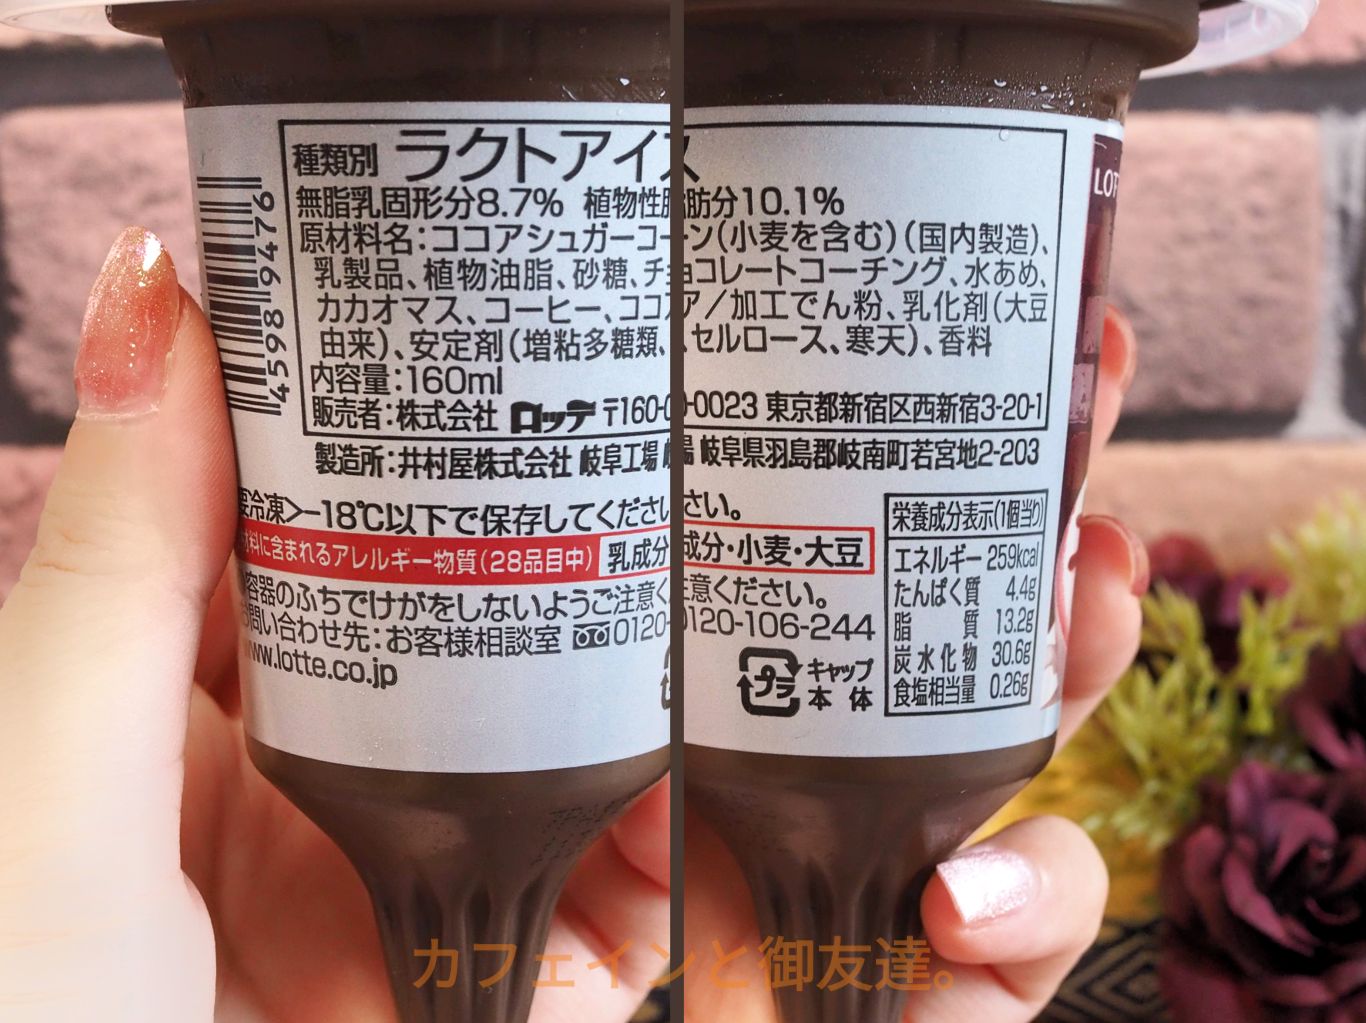 種類別 ラクトアイス
無脂乳固形分8.7% 植物性脂肪分10.1%
原材料名：ココアシュガーコーン(小麦を含む)(国内製造)、
乳製品、植物油脂、砂糖、チョコレートコーチング、水あめ、
カカオマス、コーヒー、ココア／加工でん粉、乳化剤(大豆
由来)、安定剤(増粘多糖類、セルロース、寒天)、香料
内容量：160ml
販売者：株式会社 ロッテ 〒160-0023 東京都新宿区西新宿3-20-1
製造所：井村屋株式会社 岐阜工場 岐阜県羽島郡岐南町若宮地2-203
要冷凍>-18℃以下で保存してください。
材料に含まれるアレルギー物質(28品目中) 乳成分・小麦・大豆
容器のふちでけがをしないようご注意ください。
お問い合わせ先：お客様相談室 0120-106-244
www.lotte.co.jp
プラ
キャップ
本体
栄養成分表示(1個当り)
エネルギー 259kcal
たんぱく質 4.4g
脂質 13.2g
炭水化物 30.6g
食塩相当量 0.26g
4598 9476
LOT
カフェインと御友達。